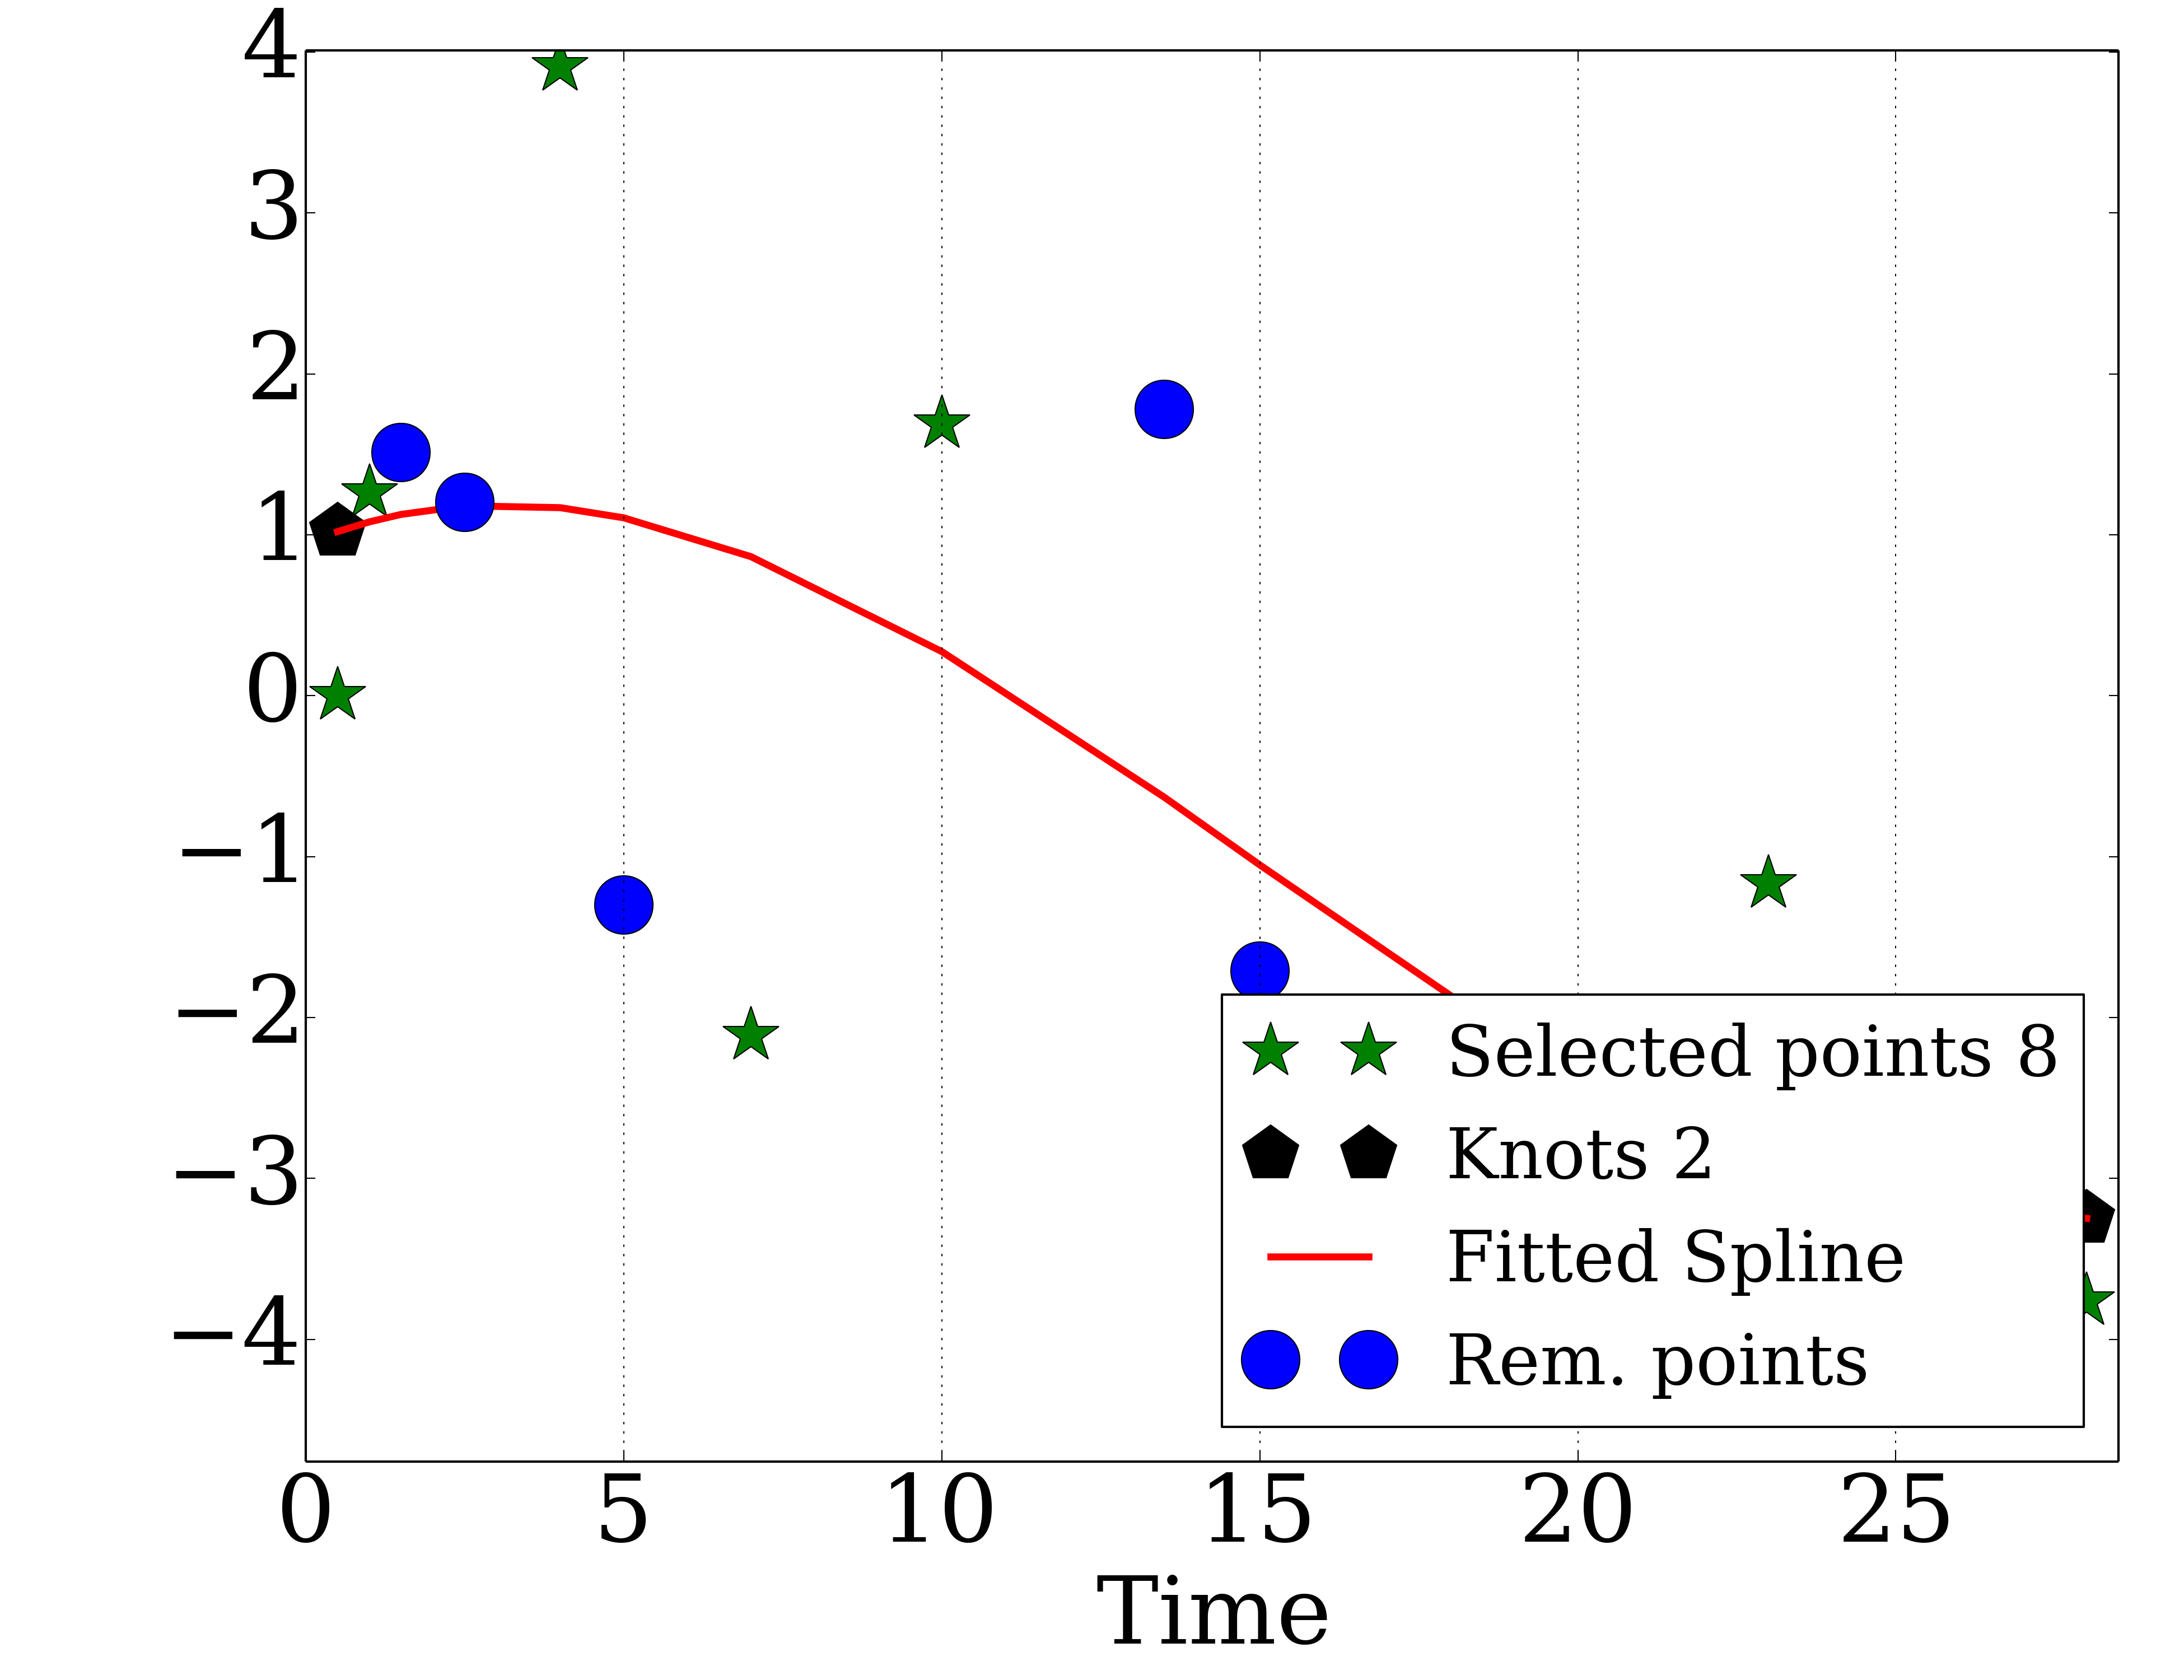 4
3
2
1
0
−1
−2
−3
−4
Selected points 8
Knots 2
Fitted Spline
Rem. points
0 5 10 15 20 25
Time